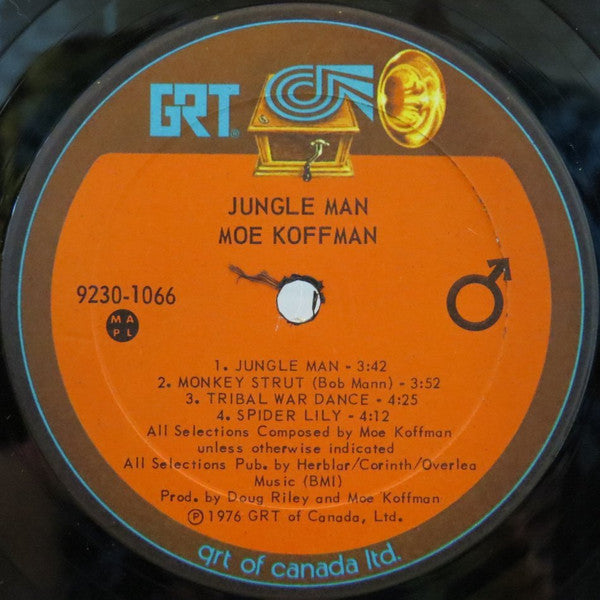 GRT®
JUNGLE MAN
MOE KOFFMAN
9230-1066
M A
P L
1. JUNGLE MAN - 3:42
2. MONKEY STRUT (Bob Mann) - 3:52
3. TRIBAL WAR DANCE - 4:25
4. SPIDER LILY - 4:12
All Selections Composed by Moe Koffman
unless otherwise indicated
All Selections Pub. by Herblar/Corinth/Overlea
Music (BMI)
Prod. by Doug Riley and Moe Koffman
℗ 1976 GRT of Canada, Ltd.
grt of canada ltd.